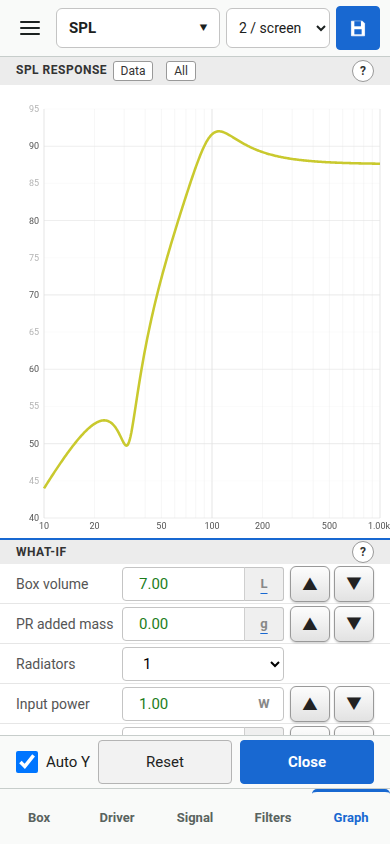 SPL ▼ 2 / screen
SPL RESPONSE Data All ?
95
90
85
80
75
70
65
60
55
50
45
40
10 20 50 100 200 500 1.00k
WHAT-IF ?
Box volume 7.00 L ▲ ▼
PR added mass 0.00 g ▲ ▼
Radiators 1
Input power 1.00 W ▲ ▼
Auto Y Reset Close
Box Driver Signal Filters Graph